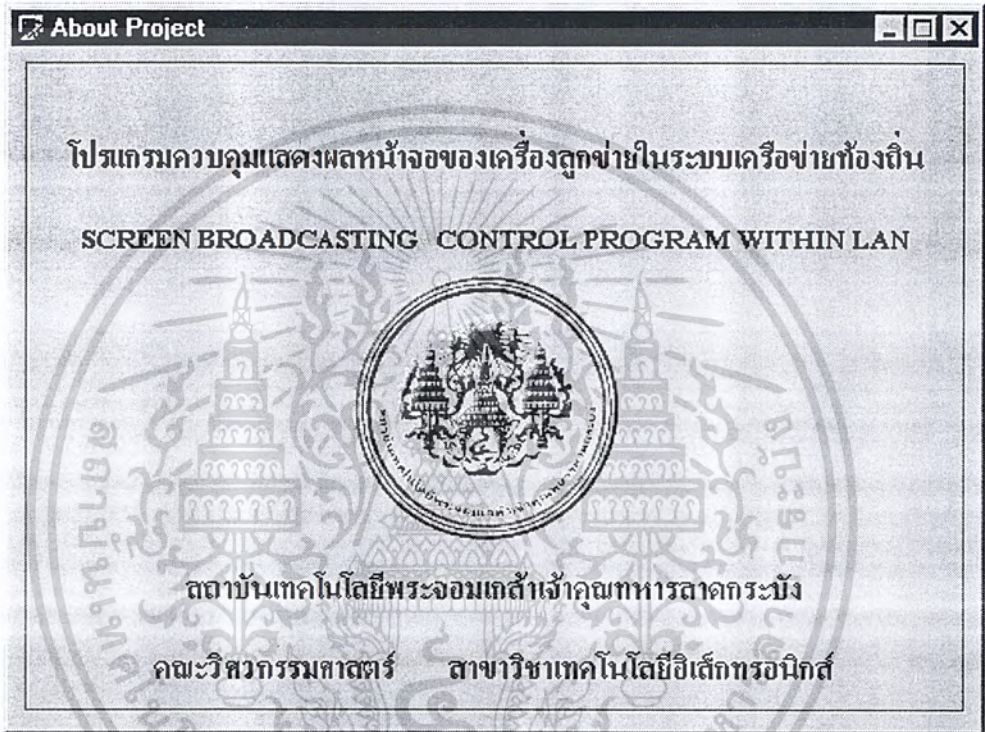 About Project
โปรแกรมควบคุมแสดงผลหน้าจอของเครื่องลูกข่ายในระบบเครือข่ายท้องถิ่น
SCREEN BROADCASTING CONTROL PROGRAM WITHIN LAN
สถาบันเทคโนโลยีพระจอมเกล้าเจ้าคุณทหารลาดกระบัง
คณะวิศวกรรมศาสตร์ สาขาวิชาเทคโนโลยีอิเล็กทรอนิกส์